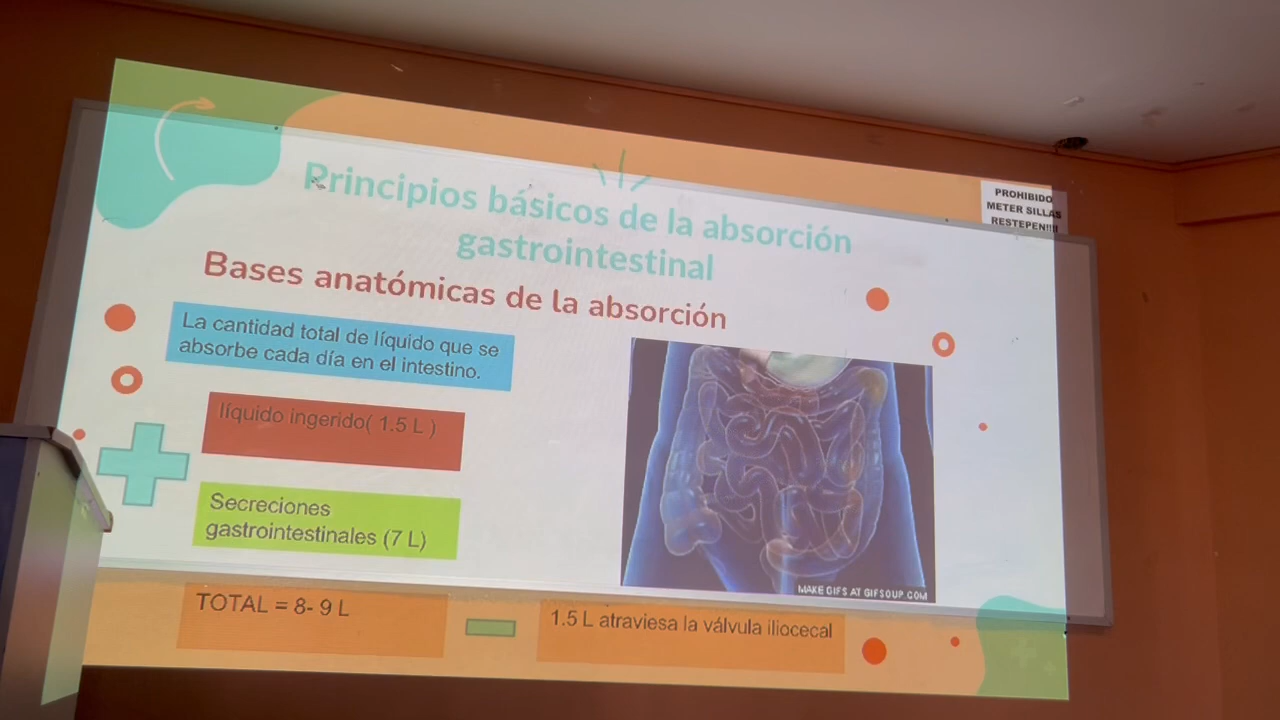 Principios básicos de la absorción
gastrointestinal
Bases anatómicas de la absorción
La cantidad total de líquido que se
absorbe cada día en el intestino.
líquido ingerido( 1.5 L )
Secreciones
gastrointestinales (7 L)
TOTAL = 8- 9 L
1.5 L atraviesa la válvula iliocecal
MAKE GIFS AT GIFSOUP.COM
PROHIBIDO
METER SILLAS
RESTEPEN!!!!